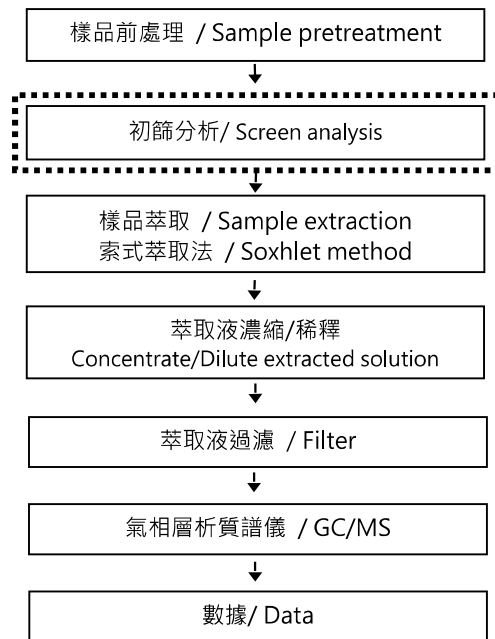 樣品前處理 / Sample pretreatment
初篩分析/ Screen analysis
樣品萃取 / Sample extraction
索式萃取法 / Soxhlet method
萃取液濃縮/稀釋
Concentrate/Dilute extracted solution
萃取液過濾 / Filter
氣相層析質譜儀 / GC/MS
數據/ Data